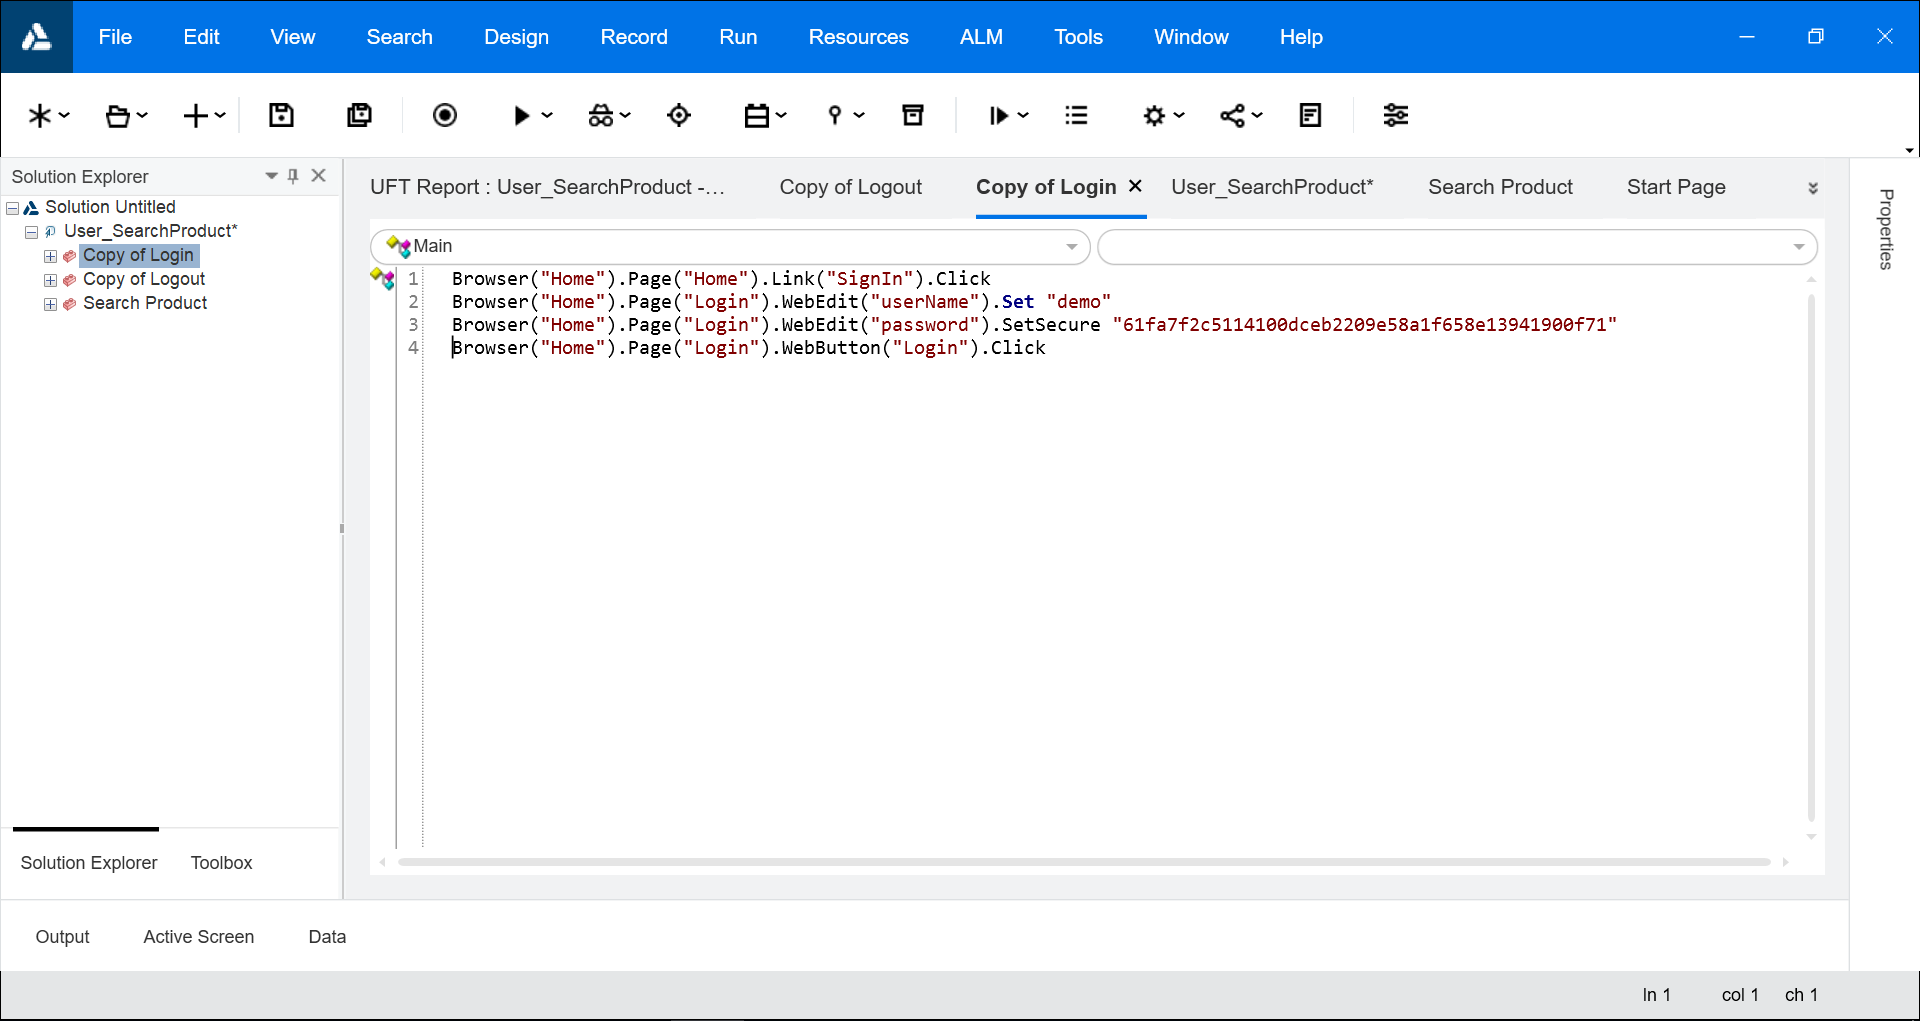 File Edit View Search Design Record Run Resources ALM Tools Window Help
Solution Explorer
Solution Untitled
User_SearchProduct*
Copy of Login
Copy of Logout
Search Product
Solution Explorer Toolbox
UFT Report : User_SearchProduct -... Copy of Logout Copy of Login User_SearchProduct* Search Product Start Page
Main
1 Browser("Home").Page("Home").Link("SignIn").Click
2 Browser("Home").Page("Login").WebEdit("userName").Set "demo"
3 Browser("Home").Page("Login").WebEdit("password").SetSecure "61fa7f2c5114100dceb2209e58a1f658e13941900f71"
4 Browser("Home").Page("Login").WebButton("Login").Click
Properties
Output Active Screen Data
ln 1 col 1 ch 1